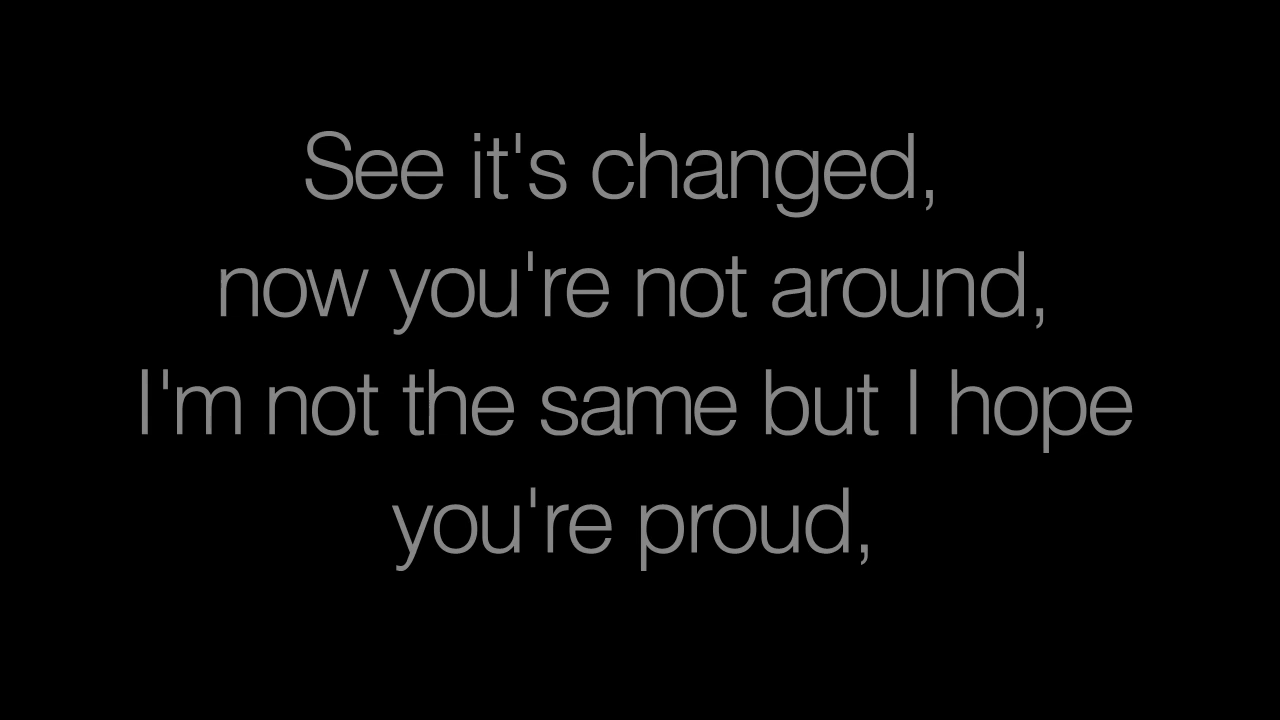 See it's changed,
now you're not around,
I'm not the same but I hope
you're proud,